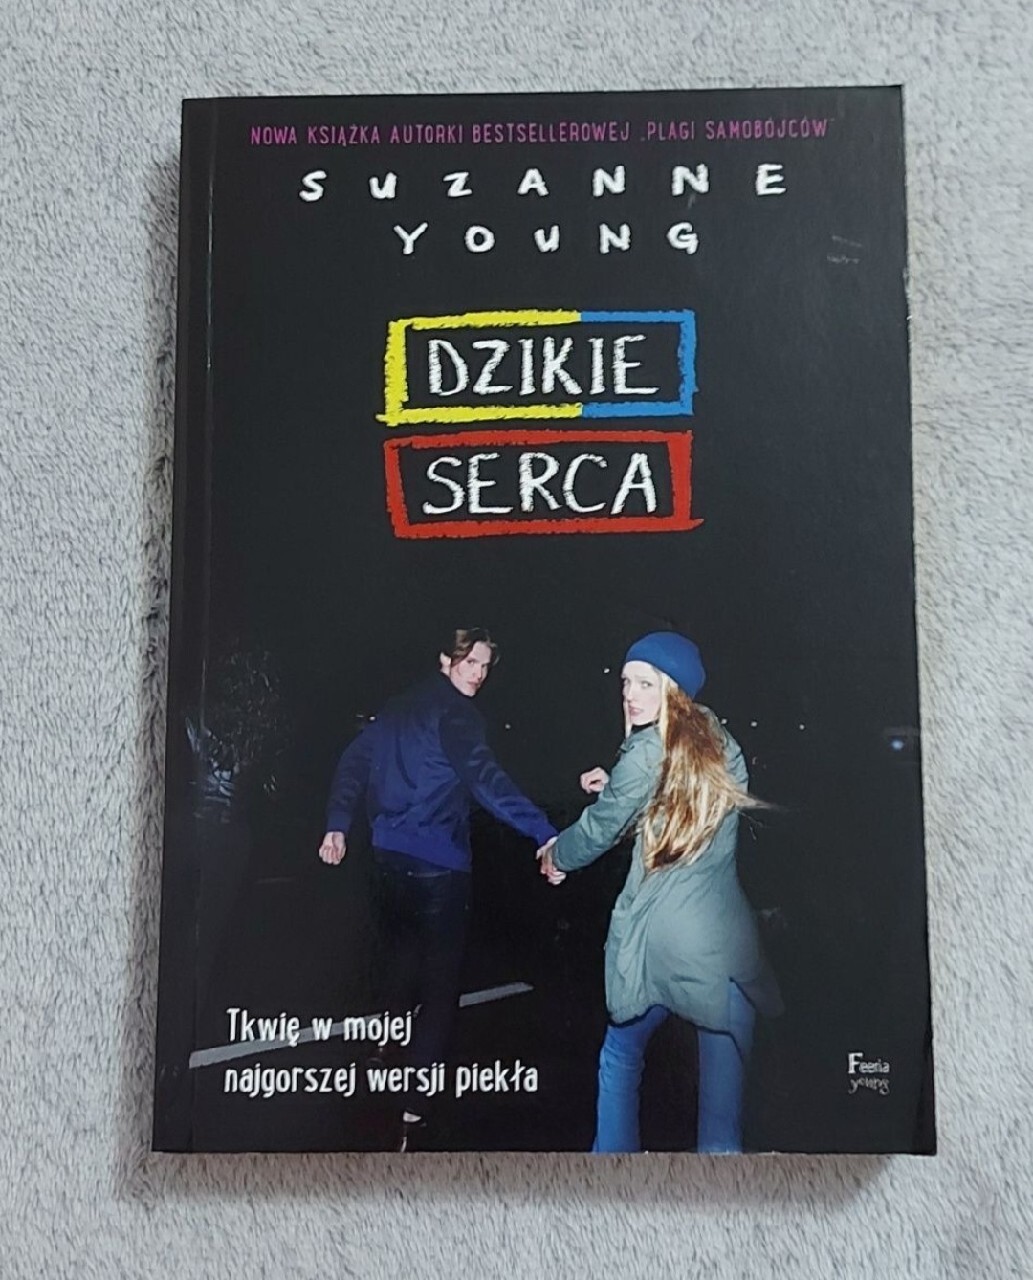 NOWA KSIĄŻKA AUTORKI BESTSELLEROWEJ „PLAGI SAMOBÓJCÓW”
SUZANNE
YOUNG
DZIKIE
SERCA
Tkwię w mojej
najgorszej wersji piekła
Feeria
young